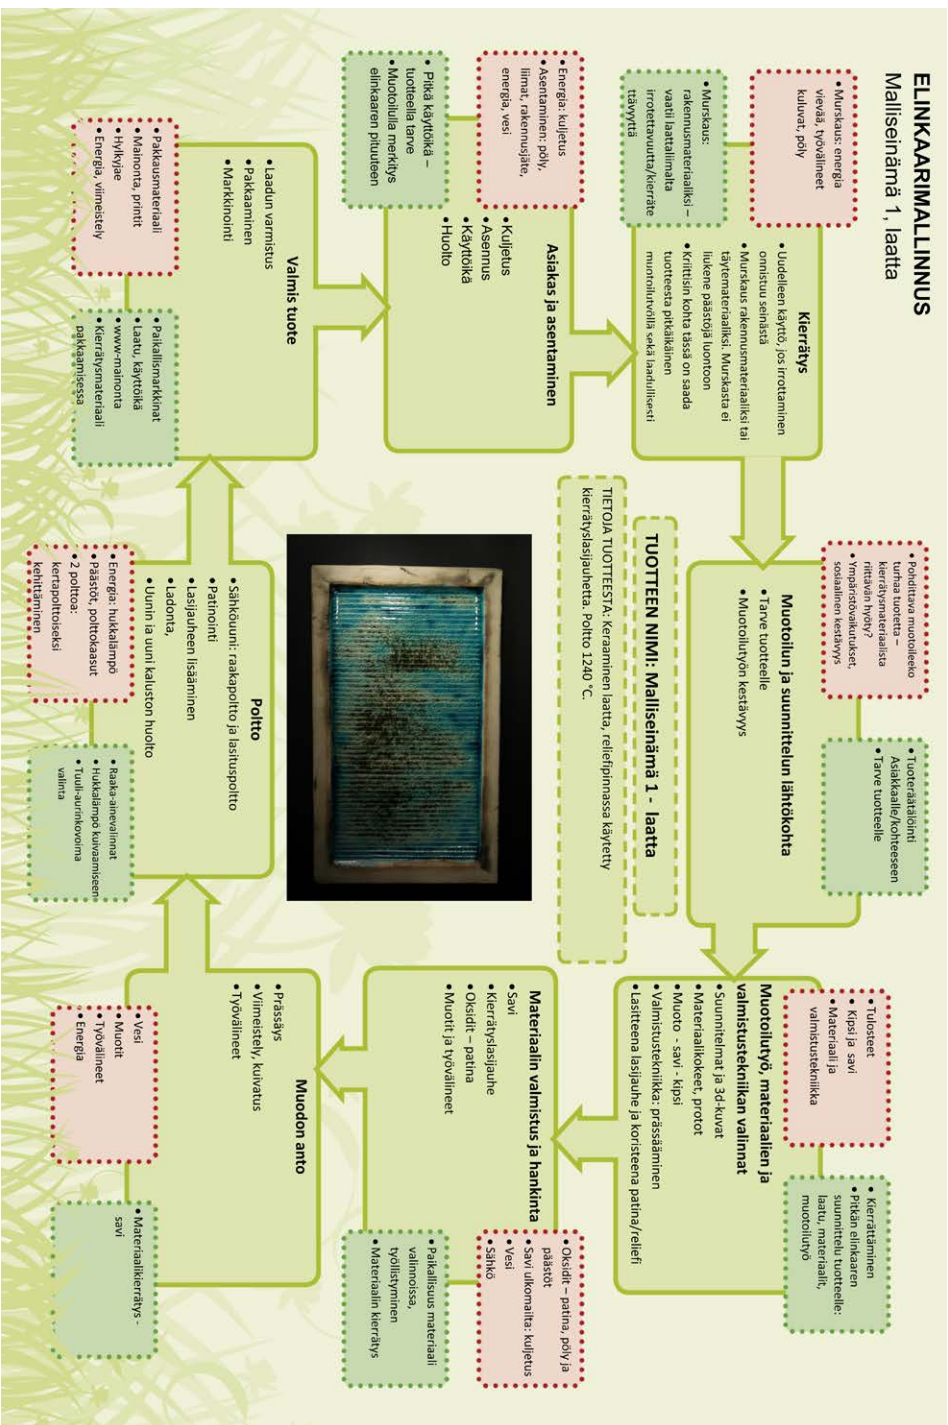 ELINKAARIMALLINNUS
Malliseinämä 1, laatta
• Murskaus: energia
vievää, työvälineet
kuluvat, pöly
• Murskaus:
rakennusmateriaaliksi –
vaatii laattaliimalta
irrotettavuutta/kierräte
ttävyyttä
Kierrätys
• Uudelleen käyttö, jos irrottaminen
onnistuu seinästä
• Murskaus rakennusmateriaaliksi tai
täytemateriaaliksi. Murskasta ei
liukene päästöjä luontoon
• Kriittisin kohta tässä on saada
tuotteesta pitkäikäinen
muotoilutyöllä sekä laadullisesti
• Pohdittava muotoileeko
turhaa tuotetta –
kierrätysmateriaalista
riittävän hyöty?
• Ympäristövaikutukset,
sosiaalinen kestävyys
• Tuoteräätälöinti
Asiakkaalle/kohteeseen
• Tarve tuotteelle
Muotoilun ja suunnittelun lähtökohta
• Tarve tuotteelle
• Muotoilutyön kestävyys
• Tulosteet
• Kipsi ja savi
• Materiaali ja
valmistustekniikka
• Kierrättäminen
• Pitkän elinkaaren
suunnittelu tuotteelle:
laatu, materiaalit,
muotoilutyö
Muotoilutyö, materiaalien ja
valmistustekniikan valinnat
• Suunnitelmat ja 3d-kuvat
• Materiaalikokeet, protot
• Muoto - savi - kipsi
• Valmistustekniikka: prässääminen
• Lasitteena lasijauhe ja koristeena patina/reliefi
• Energia: kuljetus
• Asentaminen: pöly,
liimat, rakennusjäte,
energia, vesi
• Pitkä käyttöikä –
tuotteella tarve
• Muotoilulla merkitys
elinkaaren pituuteen
Asiakas ja asentaminen
• Kuljetus
• Asennus
• Käyttöikä
• Huolto
TUOTTEEN NIMI: Malliseinämä 1 - laatta
TIETOJA TUOTTEESTA: Keraaminen laatta, reliefipinnassa käytetty
kierrätyslasijauhetta. Poltto 1240 °C.
Materiaalin valmistus ja hankinta
• Savi
• Kierrätyslasijauhe
• Oksidit – patina
• Muotit ja työvälineet
• Oksidit – patina, pöly ja
päästöt
• Savi ulkomailta: kuljetus
• Vesi
• Sähkö
• Paikallisuus materiaali
valinnoissa,
työllistyminen
• Materiaalin kierrätys
Valmis tuote
• Laadun varmistus
• Pakkaaminen
• Markkinointi
• Pakkausmateriaali
• Mainonta, printit
• Hylkyjae
• Energia, viimeistely
• Paikallismarkkinat
• Laatu, käyttöikä
• www-mainonta
• Kierrätysmateriaali
pakkaamisessa
Poltto
• Sähköuuni: raakapoltto ja lasituspoltto
• Patinointi
• Lasijauheen lisääminen
• Ladonta,
• Uunin ja uuni kaluston huolto
• Energia: hukkalämpö
• Päästöt, polttokaasut
• 2 polttoa:
kertapolttoiseksi
kehittäminen
• Raaka-ainevalinnat
• Hukkalämpö kuivaamiseen
• Tuuli-aurinkovoima
valinta
Muodon anto
• Prässäys
• Viimeistely, kuivatus
• Työvälineet
• Vesi
• Muotit
• Työvälineet
• Energia
• Materiaalikierrätys -
savi